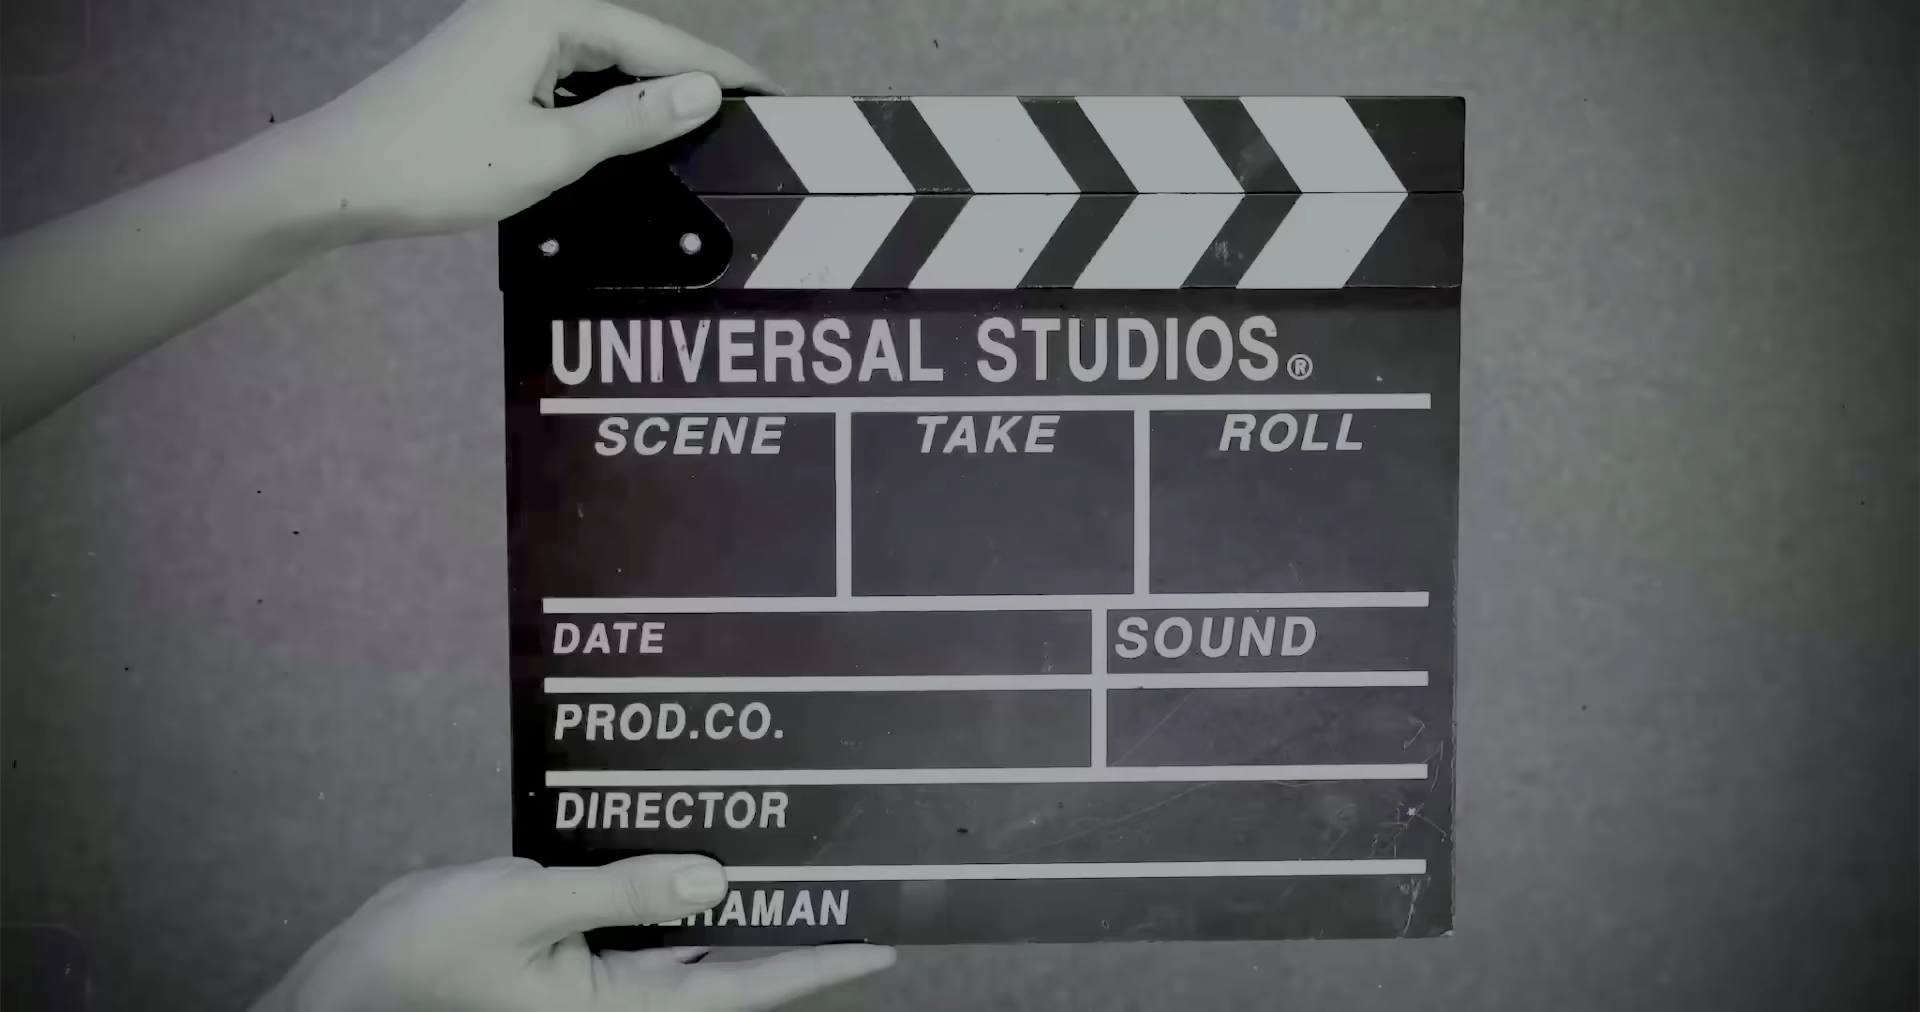 UNIVERSAL STUDIOS®
SCENE TAKE ROLL
DATE SOUND
PROD.CO.
DIRECTOR